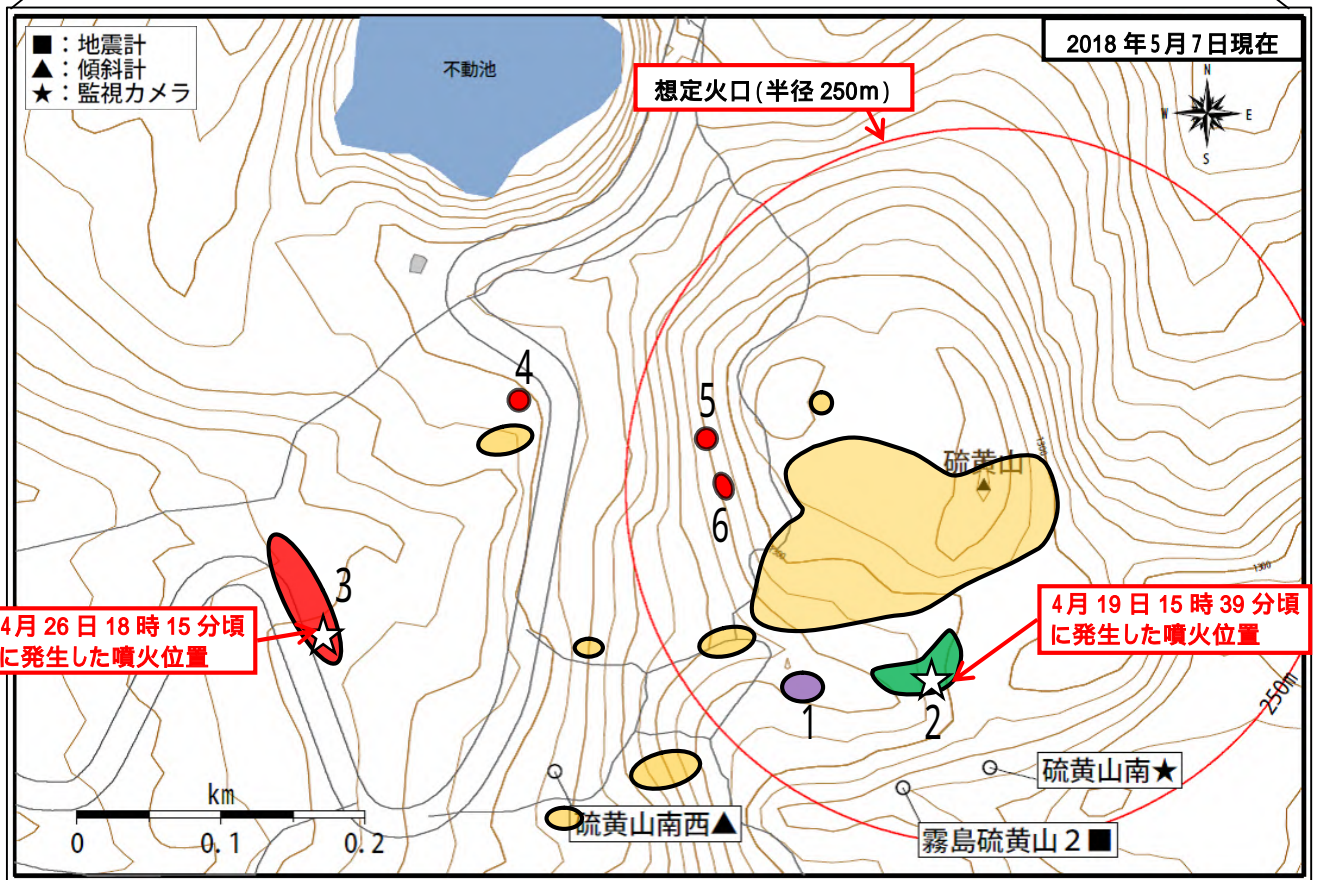 ■：地震計
▲：傾斜計
★：監視カメラ
2018年5月7日現在
不動池
想定火口(半径250m)
N
W E
S
4
5
硫黄山
▲
1300
6
1300
1300
3
4月26日18時15分頃
に発生した噴火位置
4月19日15時39分頃
に発生した噴火位置
1
2
250m
硫黄山南★
km
0 0.1 0.2
硫黄山南西▲
霧島硫黄山2■